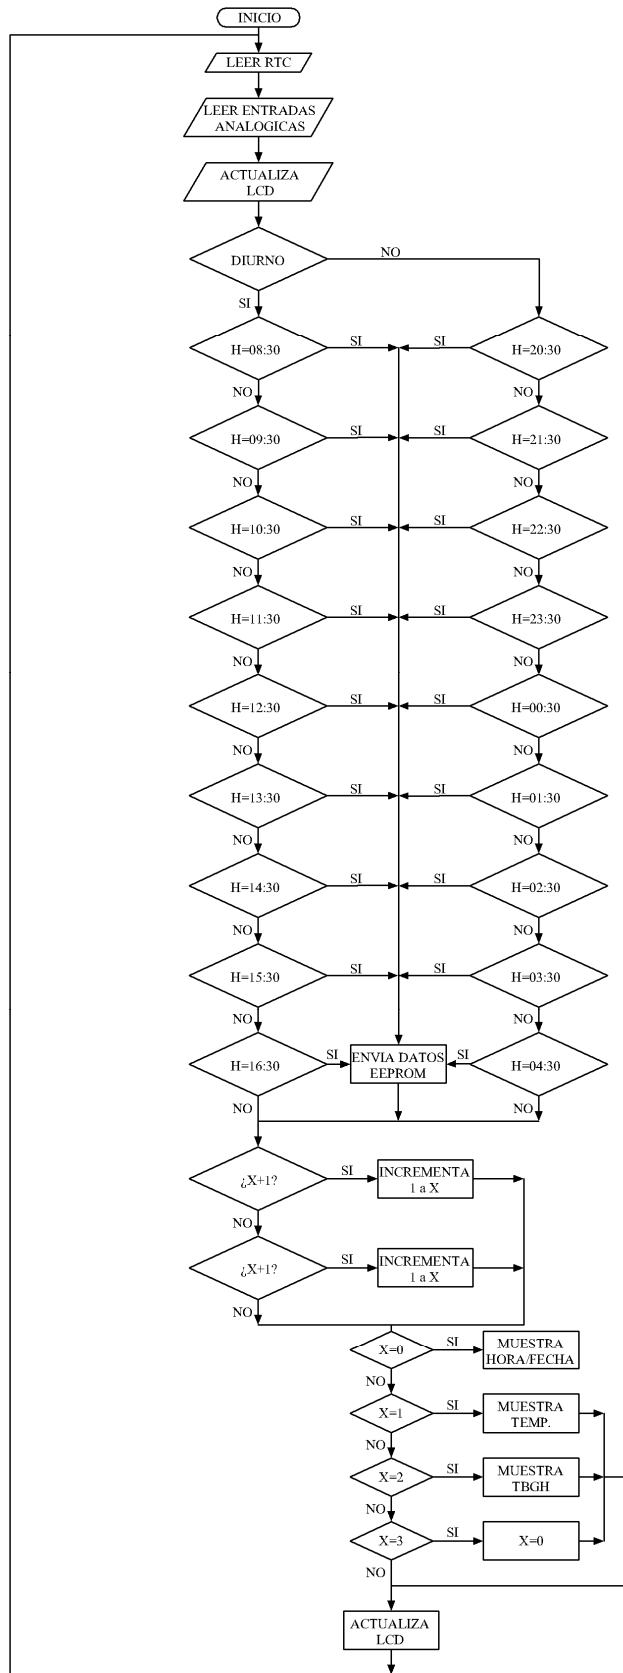 INICIO
LEER RTC
LEER ENTRADAS
ANALOGICAS
ACTUALIZA
LCD
DIURNO
NO
SI
H=08:30
SI
SI
H=20:30
NO
NO
H=09:30
SI
SI
H=21:30
NO
NO
H=10:30
SI
SI
H=22:30
NO
NO
H=11:30
SI
SI
H=23:30
NO
NO
H=12:30
SI
SI
H=00:30
NO
NO
H=13:30
SI
SI
H=01:30
NO
NO
H=14:30
SI
SI
H=02:30
NO
NO
H=15:30
SI
SI
H=03:30
NO
NO
H=16:30
SI
ENVIA DATOS
EEPROM
SI
H=04:30
NO
NO
¿X+1?
SI
INCREMENTA
1 a X
NO
¿X+1?
SI
INCREMENTA
1 a X
NO
X=0
SI
MUESTRA
HORA/FECHA
NO
X=1
SI
MUESTRA
TEMP.
NO
X=2
SI
MUESTRA
TBGH
NO
X=3
SI
X=0
NO
ACTUALIZA
LCD